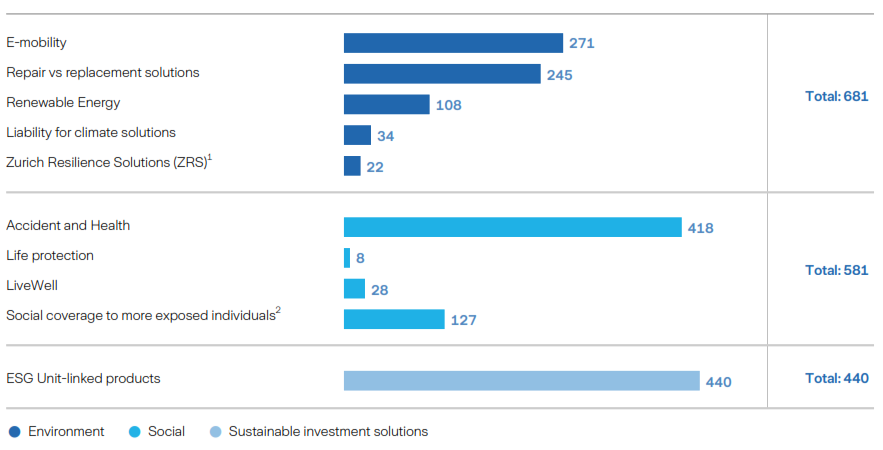 E-mobility 271
Repair vs replacement solutions 245
Renewable Energy 108
Liability for climate solutions 34
Zurich Resilience Solutions (ZRS)1 22
Total: 681
Accident and Health 418
Life protection 8
LiveWell 28
Social coverage to more exposed individuals2 127
Total: 581
ESG Unit-linked products 440
Total: 440
Environment Social Sustainable investment solutions